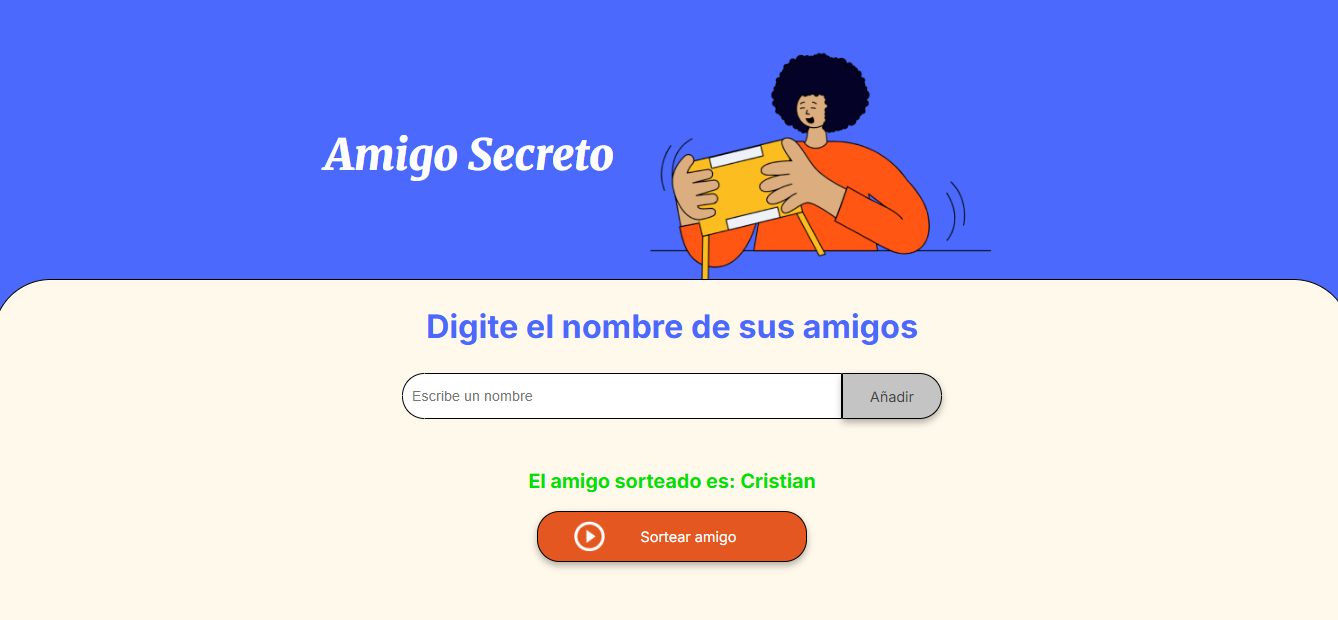 Amigo Secreto
Digite el nombre de sus amigos
Escribe un nombre
Añadir
El amigo sorteado es: Cristian
Sortear amigo